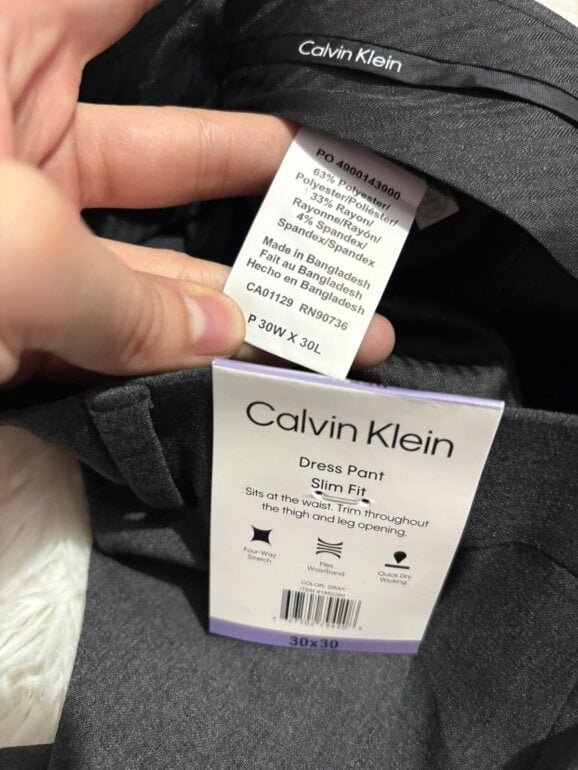 Calvin Klein
PO 4900143900
63% Polyester/
Polyester/Poliéster/
33% Rayon/
Rayonne/Rayón/
4% Spandex/
Spandex/Spandex
Made in Bangladesh
Fait au Bangladesh
Hecho en Bangladesh
CA01129 RN90736
P 30W X 30L
Calvin Klein
Dress Pant
Slim Fit
Sits at the waist. Trim throughout
the thigh and leg opening.
Four-Way
Stretch
Flex
Waistband
Quick Dry
Wicking
COLOR: GRAY
30x30